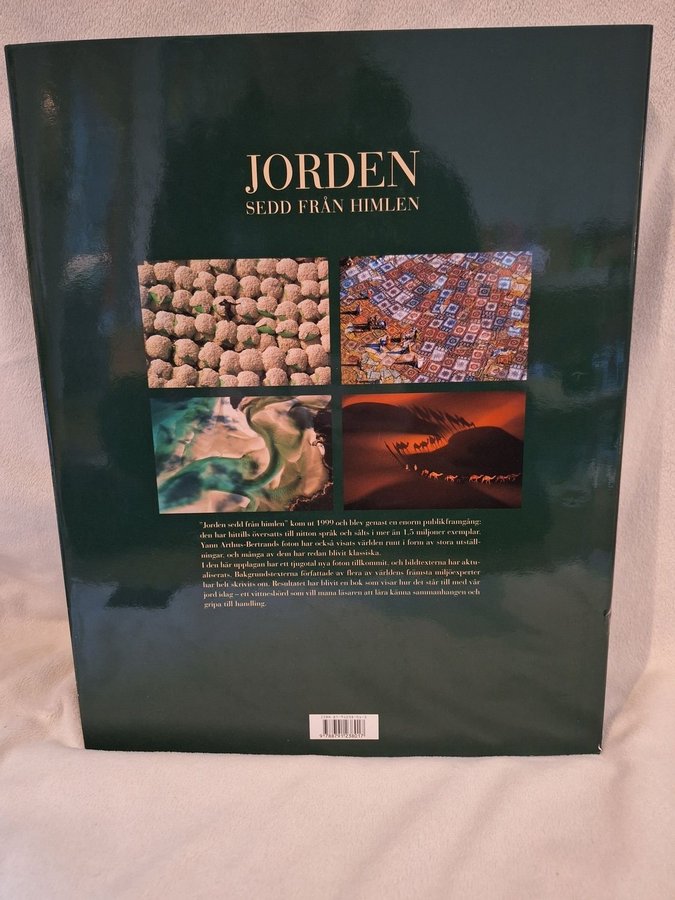 JORDEN
SEDD FRÅN HIMLEN
"Jorden sedd från himlen" kom ut 1999 och blev genast en enorm publikframgång;
den har hittills översatts till nitton språk och sålts i mer än 1,5 miljoner exemplar.
Yann Arthus-Bertrands foton har också visats världen runt i form av stora utställ-
ningar, och många av dem har redan blivit klassiska.
I den här upplagan har ett tjugotal nya foton tillkommit, och bildtexterna har aktu-
aliserats. Bakgrundstexterna författade av flera av världens främsta miljöexperter
har helt skrivits om. Resultatet har blivit en bok som visar hur det står till med vår
jord idag – ett vittnesbörd som vill mana läsaren att lära känna sammanhangen och
gripa till handling.
ISBN
9 788791 238017